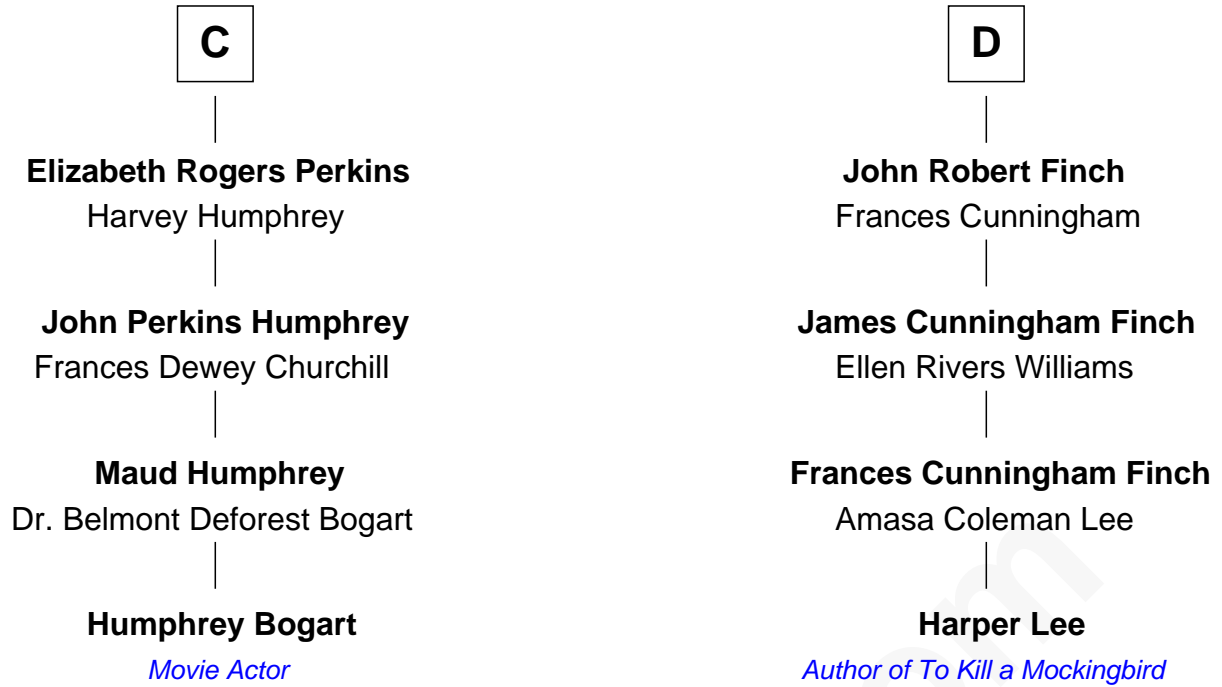 C
Elizabeth Rogers Perkins
Harvey Humphrey
John Perkins Humphrey
Frances Dewey Churchill
Maud Humphrey
Dr. Belmont Deforest Bogart
Humphrey Bogart
Movie Actor
D
John Robert Finch
Frances Cunningham
James Cunningham Finch
Ellen Rivers Williams
Frances Cunningham Finch
Amasa Coleman Lee
Harper Lee
Author of To Kill a Mockingbird